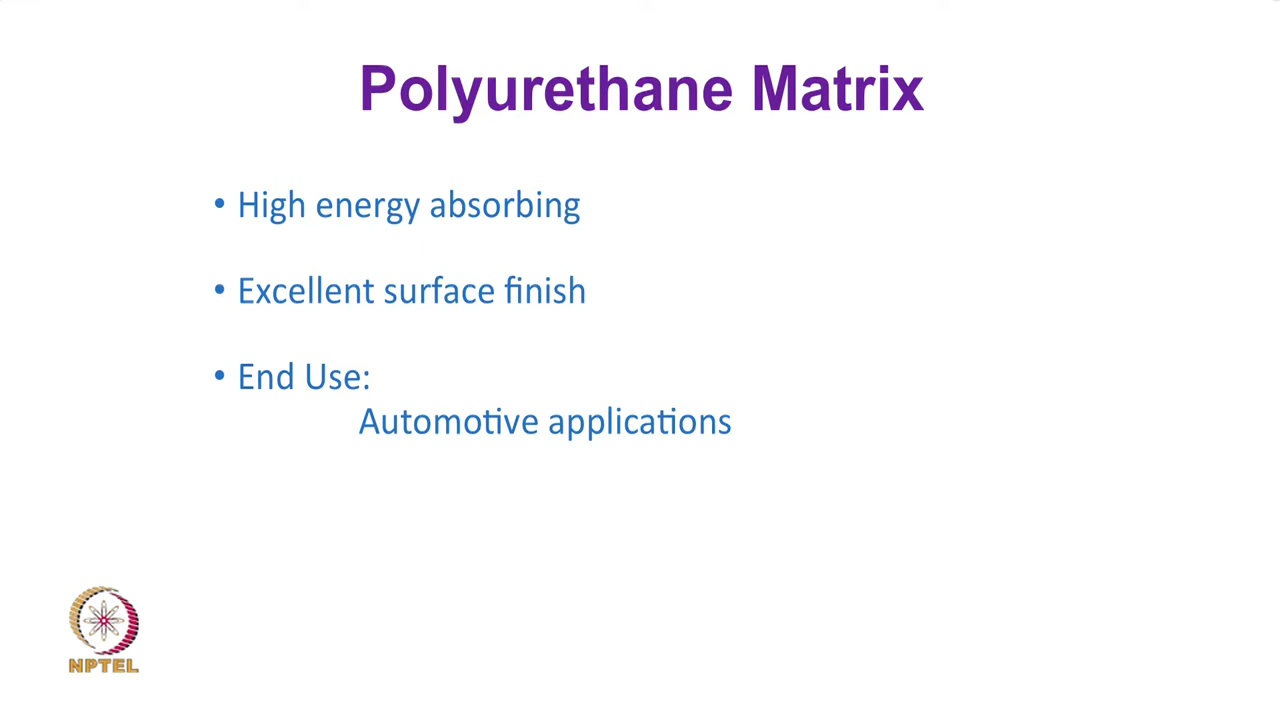 Polyurethane Matrix
• High energy absorbing
• Excellent surface finish
• End Use:
Automotive applications
NPTEL